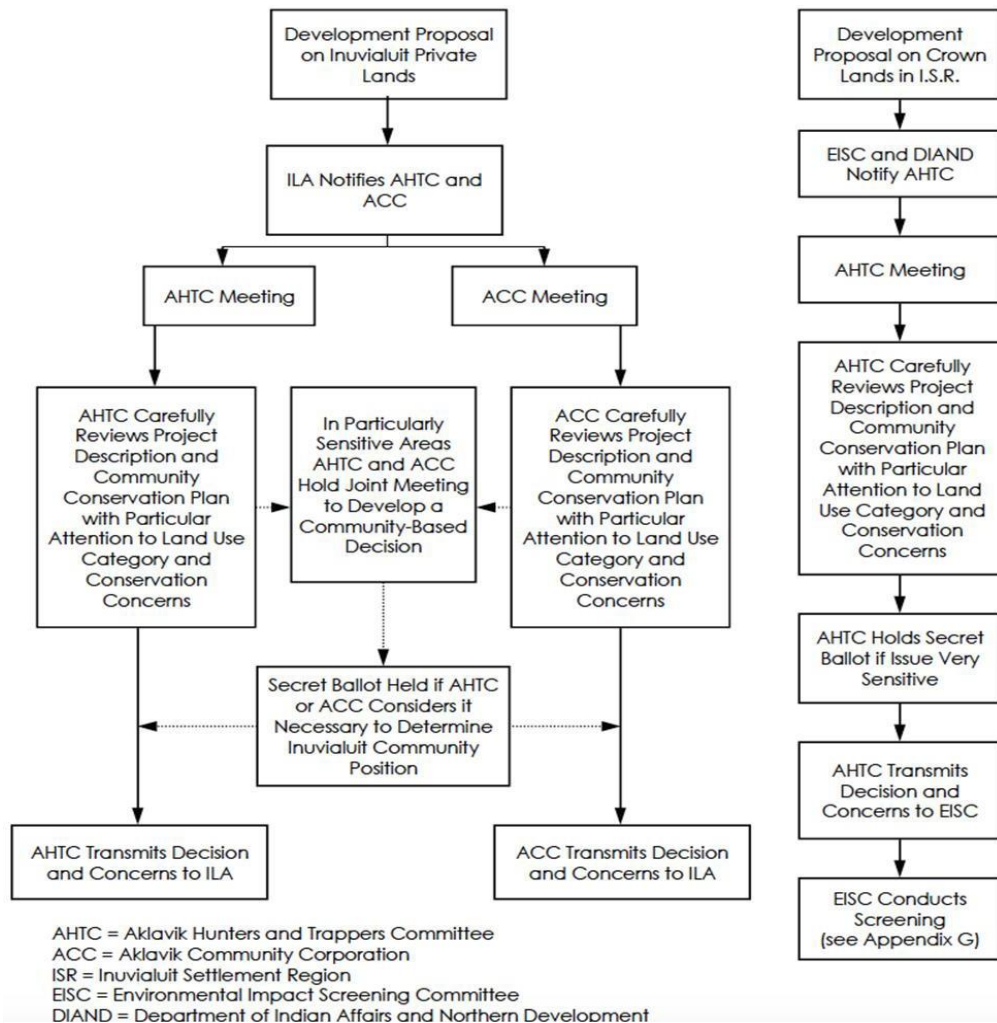 Development Proposal
on Inuvialuit Private
Lands
ILA Notifies AHTC and
ACC
AHTC Meeting
ACC Meeting
AHTC Carefully
Reviews Project
Description and
Community
Conservation Plan
with Particular
Attention to Land Use
Category and
Conservation
Concerns
In Particularly
Sensitive Areas
AHTC and ACC
Hold Joint Meeting
to Develop a
Community-Based
Decision
ACC Carefully
Reviews Project
Description and
Community
Conservation Plan
with Particular
Attention to Land Use
Category and
Conservation
Concerns
Secret Ballot Held if AHTC
or ACC Considers it
Necessary to Determine
Inuvialuit Community
Position
AHTC Transmits Decision
and Concerns to ILA
ACC Transmits Decision
and Concerns to ILA
Development
Proposal on Crown
Lands in I.S.R.
EISC and DIAND
Notify AHTC
AHTC Meeting
AHTC Carefully
Reviews Project
Description and
Community
Conservation Plan
with Particular
Attention to Land
Use Category and
Conservation
Concerns
AHTC Holds Secret
Ballot if Issue Very
Sensitive
AHTC Transmits
Decision and
Concerns to EISC
EISC Conducts
Screening
(see Appendix G)
AHTC = Aklavik Hunters and Trappers Committee
ACC = Aklavik Community Corporation
ISR = Inuvialuit Settlement Region
EISC = Environmental Impact Screening Committee
DIAND = Department of Indian Affairs and Northern Development